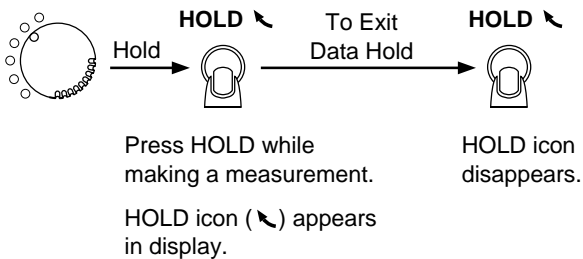 HOLD
To Exit
HOLD
Hold
Data Hold
Press HOLD while
making a measurement.
HOLD icon ( ) appears
in display.
HOLD icon
disappears.